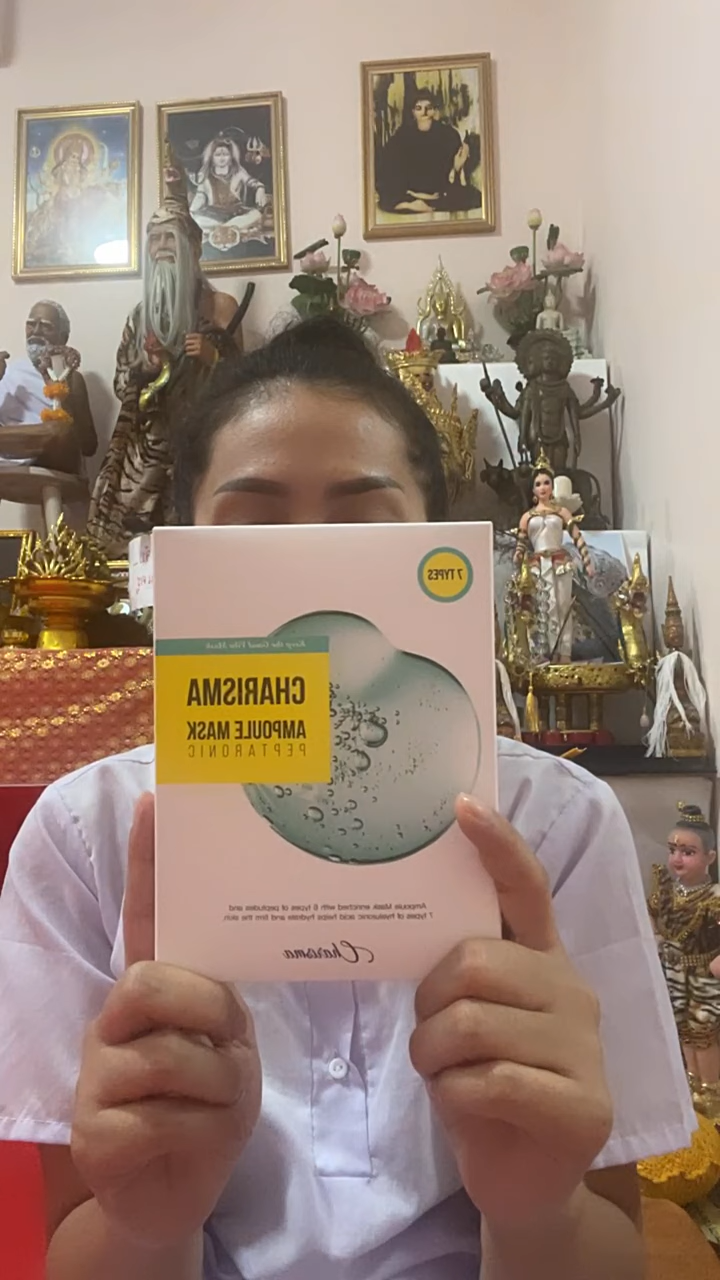 7 TYPES
Keep the Good Film Mask
CHARISMA
AMPOULE MASK
PEPTARONIC
Ampoule Mask enriched with 6 types of peptides and
7 types of hyaluronic acid helps hydrate and firm the skin.
Charisma